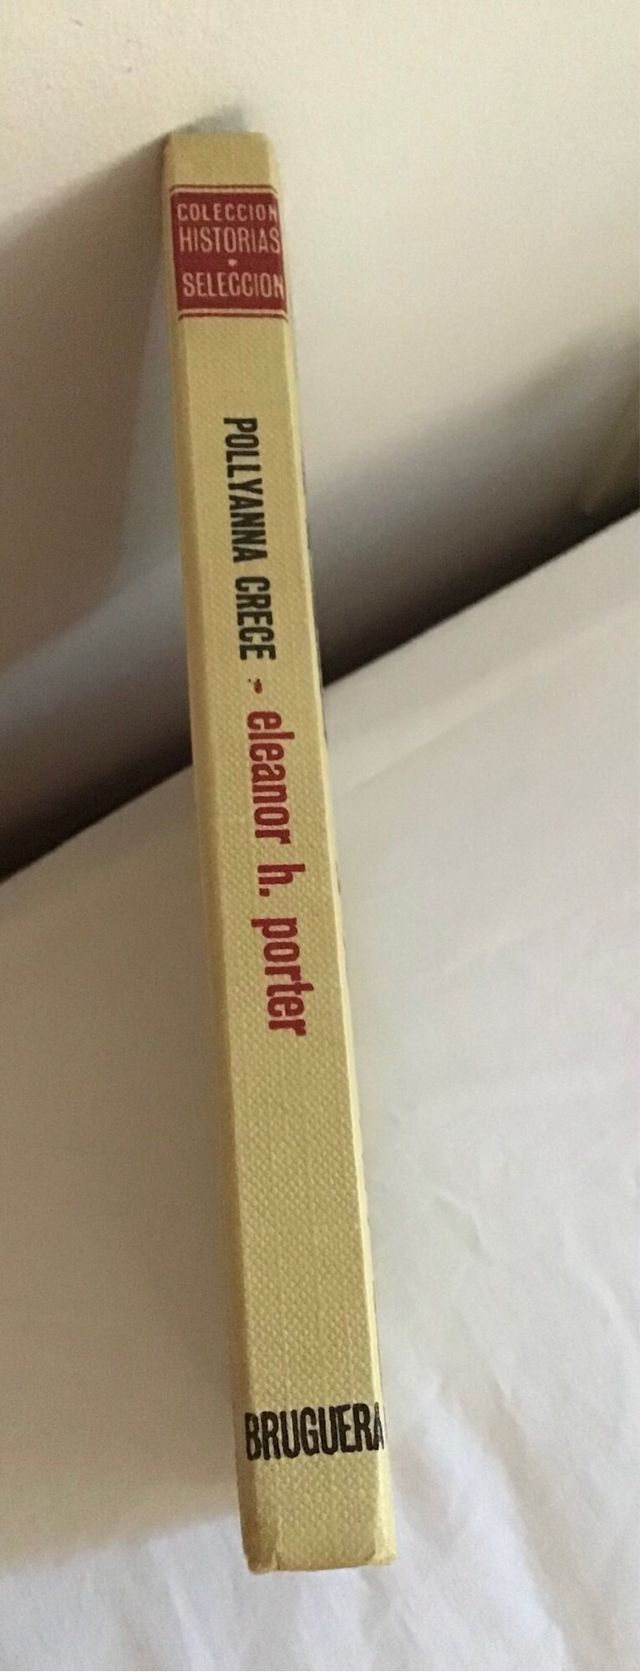 COLECCION
HISTORIAS
SELECCION
POLLYANNA CRECE - eleanor h. porter
BRUGUERA